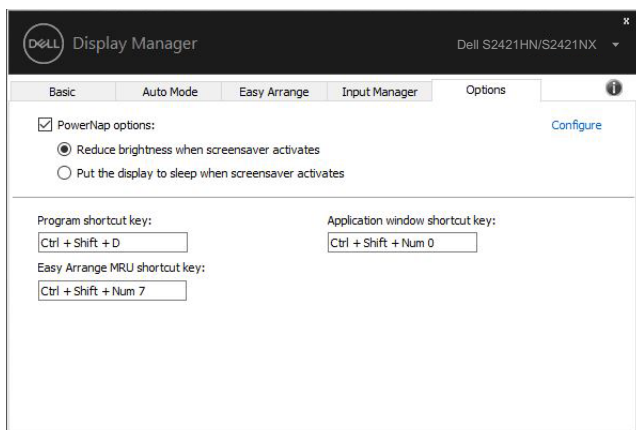 x
DELL Display Manager Dell S2421HN/S2421NX
Basic Auto Mode Easy Arrange Input Manager Options
PowerNap options: Configure
Reduce brightness when screensaver activates
Put the display to sleep when screensaver activates
Program shortcut key: Application window shortcut key:
Ctrl + Shift + D Ctrl + Shift + Num 0
Easy Arrange MRU shortcut key:
Ctrl + Shift + Num 7